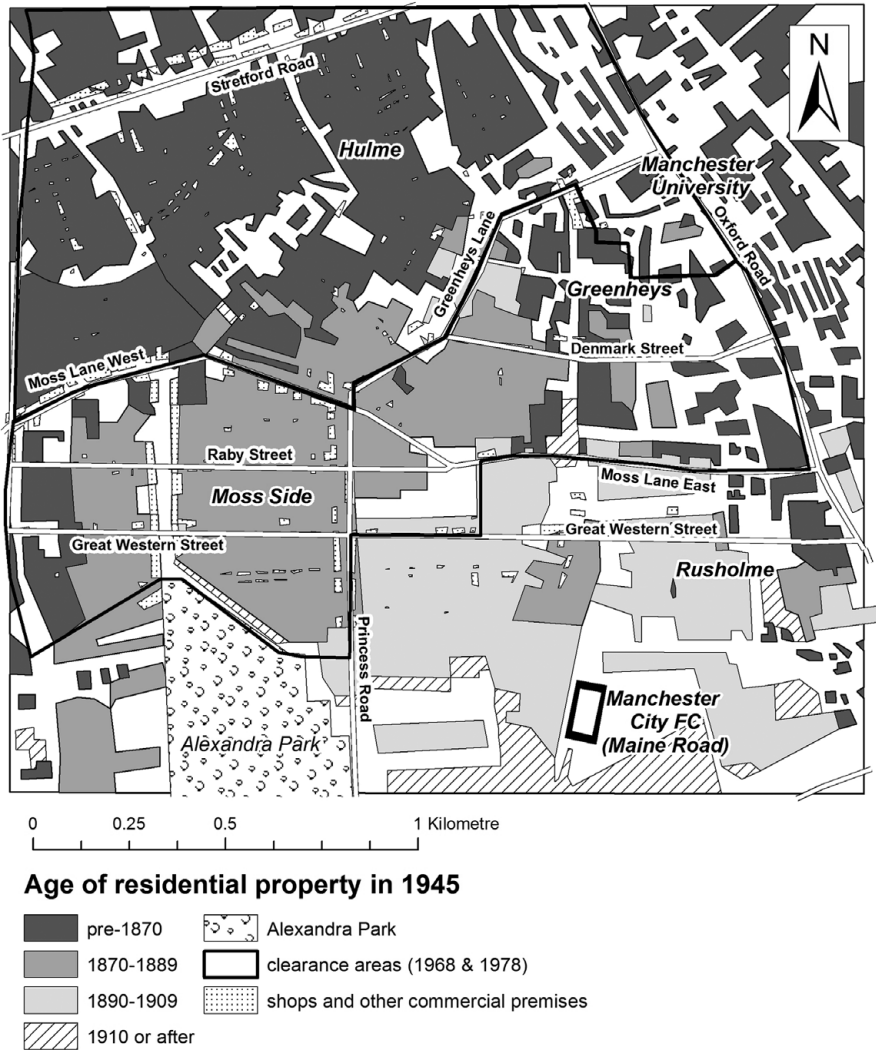 N
Stretford Road
Hulme
Manchester
University
Oxford Road
Greenheys Lane
Greenheys
Denmark Street
Moss Lane West
Raby Street
Moss Side
Moss Lane East
Great Western Street
Great Western Street
Rusholme
Princess Road
Manchester
City FC
(Maine Road)
Alexandra Park
0 0.25 0.5 1 Kilometre
Age of residential property in 1945
pre-1870
1870-1889
1890-1909
1910 or after
Alexandra Park
clearance areas (1968 & 1978)
shops and other commercial premises